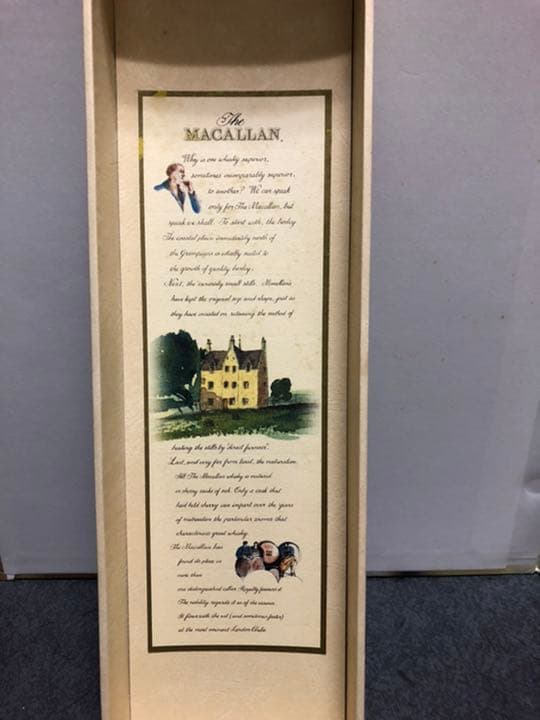 The
MACALLAN.
"Why is one whisky superior,
sometimes incomparably superior,
to another? We can speak
only for The Macallan, but
speak we shall. To start with, the barley
The coastal plain immediately north of
the Grampians is ideally suited to
the growth of quality barley.
Next, the curiously small stills. Macallan's
have kept the original size and shape, just as
they have insisted on retaining the method of
heating the stills by 'direct furnace'.
Last, and very far from least, the maturation.
All The Macallan whisky is matured
in sherry casks of oak. Only a cask that
had held sherry can impart over the years
of maturation the particular aroma that
characterises great whisky.
The Macallan has
found its place in
more than
one distinguished cellar. Royalty favours it
The nobility regards it as of the essence.
It flows with the wit (and sometimes faster)
at the most eminent London Clubs